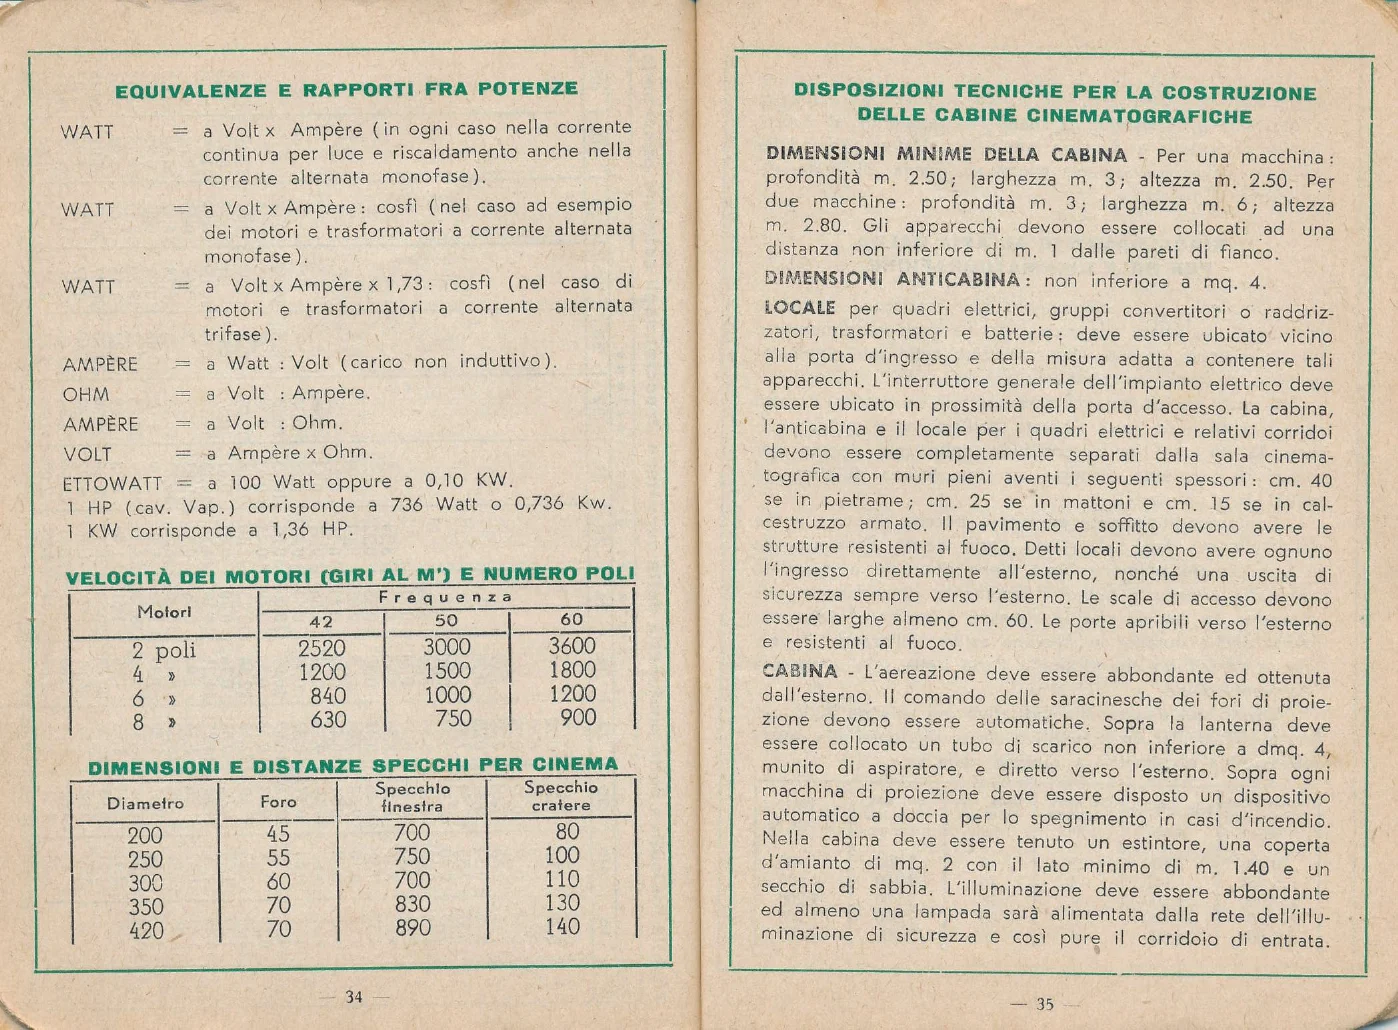 EQUIVALENZE E RAPPORTI FRA POTENZE
WATT = a Volt x Ampère (in ogni caso nella corrente
continua per luce e riscaldamento anche nella
corrente alternata monofase).
WATT = a Volt x Ampère: cosfì (nel caso ad esempio
dei motori e trasformatori a corrente alternata
monofase).
WATT = a Volt x Ampère x 1,73: cosfì (nel caso di
motori e trasformatori a corrente alternata
trifase).
AMPÈRE = a Watt : Volt (carico non induttivo).
OHM = a Volt : Ampère.
AMPÈRE = a Volt : Ohm.
VOLT = a Ampère x Ohm.
ETTOWATT = a 100 Watt oppure a 0,10 KW.
1 HP (cav. Vap.) corrisponde a 736 Watt o 0,736 Kw.
1 KW corrisponde a 1,36 HP.
VELOCITÀ DEI MOTORI (GIRI AL M') E NUMERO POLI
Motori Frequenza
42 50 60
2 poli 2520 3000 3600
4 » 1200 1500 1800
6 » 840 1000 1200
8 » 630 750 900
DIMENSIONI E DISTANZE SPECCHI PER CINEMA
Diametro Foro Specchio finestra Specchio cratere
200 45 700 80
250 55 750 100
300 60 700 110
350 70 830 130
420 70 890 140
— 34 —
DISPOSIZIONI TECNICHE PER LA COSTRUZIONE
DELLE CABINE CINEMATOGRAFICHE
DIMENSIONI MINIME DELLA CABINA - Per una macchina:
profondità m. 2.50; larghezza m. 3; altezza m. 2.50. Per
due macchine: profondità m. 3; larghezza m. 6; altezza
m. 2.80. Gli apparecchi devono essere collocati ad una
distanza non inferiore di m. 1 dalle pareti di fianco.
DIMENSIONI ANTICABINA: non inferiore a mq. 4.
LOCALE per quadri elettrici, gruppi convertitori o raddriz-
zatori, trasformatori e batterie: deve essere ubicato vicino
alla porta d'ingresso e della misura adatta a contenere tali
apparecchi. L'interruttore generale dell'impianto elettrico deve
essere ubicato in prossimità della porta d'accesso. La cabina,
l'anticabina e il locale per i quadri elettrici e relativi corridoi
devono essere completamente separati dalla sala cinema-
tografica con muri pieni aventi i seguenti spessori: cm. 40
se in pietrame; cm. 25 se in mattoni e cm. 15 se in cal-
cestruzzo armato. Il pavimento e soffitto devono avere le
strutture resistenti al fuoco. Detti locali devono avere ognuno
l'ingresso direttamente all'esterno, nonché una uscita di
sicurezza sempre verso l'esterno. Le scale di accesso devono
essere larghe almeno cm. 60. Le porte apribili verso l'esterno
e resistenti al fuoco.
CABINA - L'aereazione deve essere abbondante ed ottenuta
dall'esterno. Il comando delle saracinesche dei fori di proie-
zione devono essere automatiche. Sopra la lanterna deve
essere collocato un tubo di scarico non inferiore a dmq. 4,
munito di aspiratore, e diretto verso l'esterno. Sopra ogni
macchina di proiezione deve essere disposto un dispositivo
automatico a doccia per lo spegnimento in casi d'incendio.
Nella cabina deve essere tenuto un estintore, una coperta
d'amianto di mq. 2 con il lato minimo di m. 1.40 e un
secchio di sabbia. L'illuminazione deve essere abbondante
ed almeno una lampada sarà alimentata dalla rete dell'illu-
minazione di sicurezza e così pure il corridoio di entrata.
— 35 —